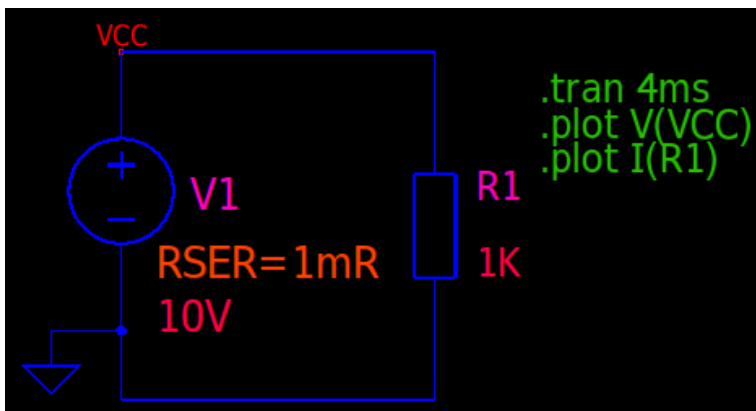 VCC
.tran 4ms
.plot V(VCC)
.plot I(R1)
V1
R1
RSER=1mR
1K
10V